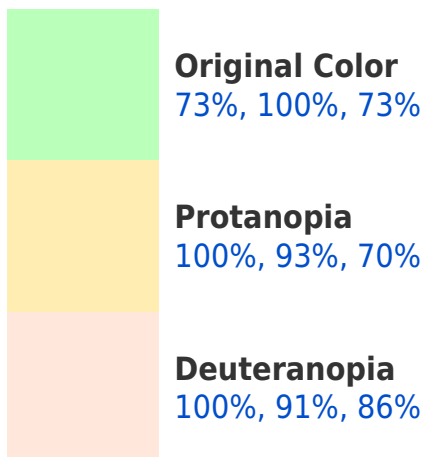 Original Color
73%, 100%, 73%
Protanopia
100%, 93%, 70%
Deuteranopia
100%, 91%, 86%